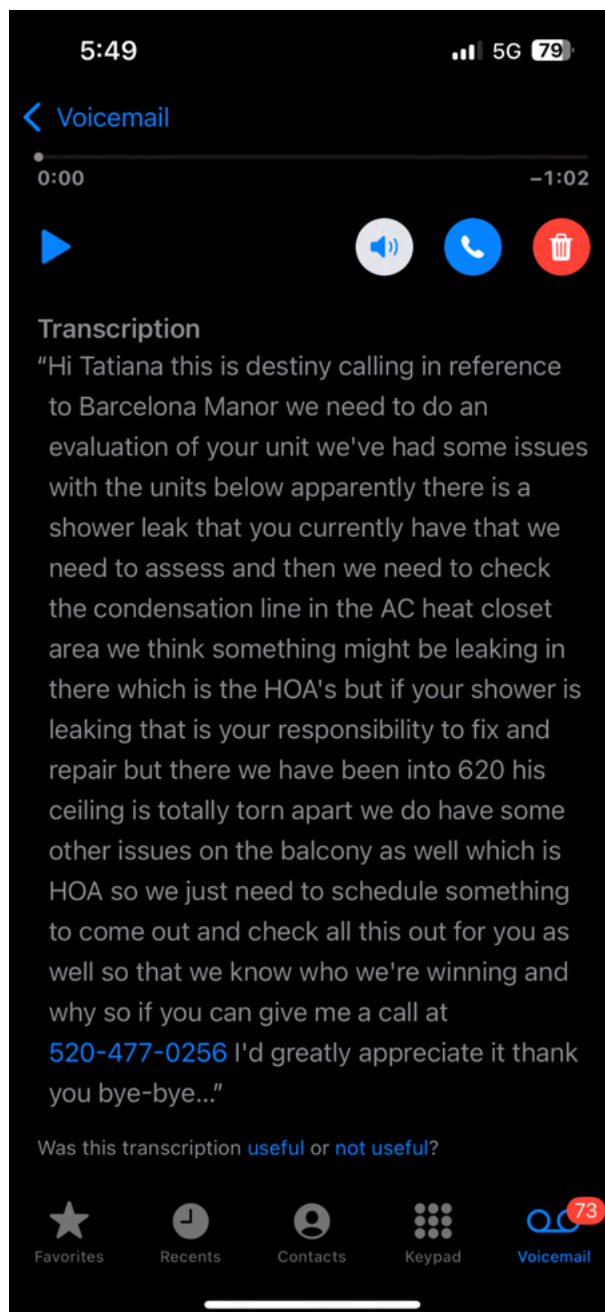 5:49 5G 79
Voicemail
0:00 –1:02
Transcription
“Hi Tatiana this is destiny calling in reference
to Barcelona Manor we need to do an
evaluation of your unit we've had some issues
with the units below apparently there is a
shower leak that you currently have that we
need to assess and then we need to check
the condensation line in the AC heat closet
area we think something might be leaking in
there which is the HOA's but if your shower is
leaking that is your responsibility to fix and
repair but there we have been into 620 his
ceiling is totally torn apart we do have some
other issues on the balcony as well which is
HOA so we just need to schedule something
to come out and check all this out for you as
well so that we know who we're winning and
why so if you can give me a call at
520-477-0256 I'd greatly appreciate it thank
you bye-bye...”
Was this transcription useful or not useful?
73
Favorites Recents Contacts Keypad Voicemail